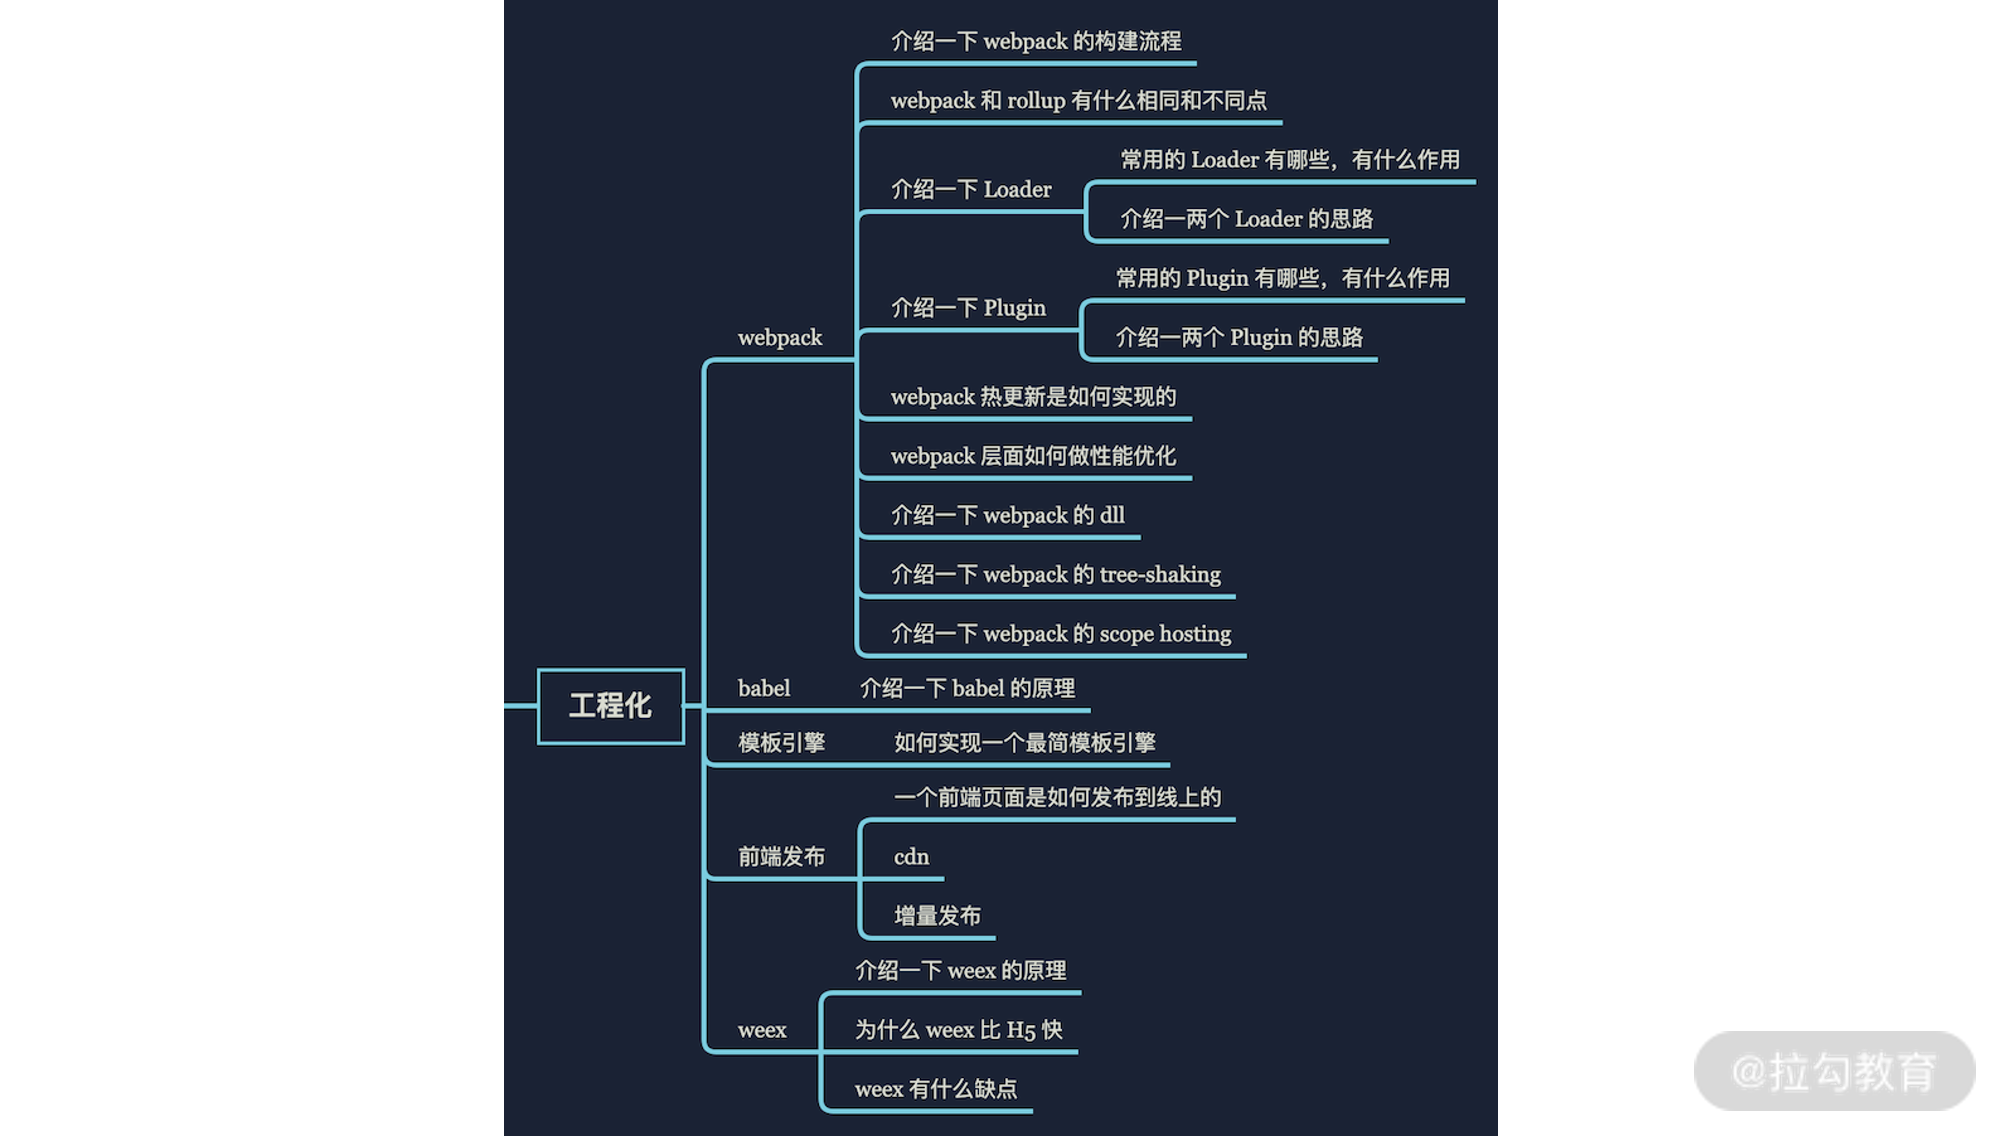 介绍一下 webpack 的构建流程
webpack 和 rollup 有什么相同和不同点
常用的 Loader 有哪些，有什么作用
介绍一下 Loader
介绍一两个 Loader 的思路
常用的 Plugin 有哪些，有什么作用
介绍一下 Plugin
介绍一两个 Plugin 的思路
webpack
webpack 热更新是如何实现的
webpack 层面如何做性能优化
介绍一下 webpack 的 dll
介绍一下 webpack 的 tree-shaking
介绍一下 webpack 的 scope hosting
工程化
babel
介绍一下 babel 的原理
模板引擎
如何实现一个最简模板引擎
一个前端页面是如何发布到线上的
前端发布
cdn
增量发布
介绍一下 weex 的原理
weex
为什么 weex 比 H5 快
weex 有什么缺点
@拉勾教育